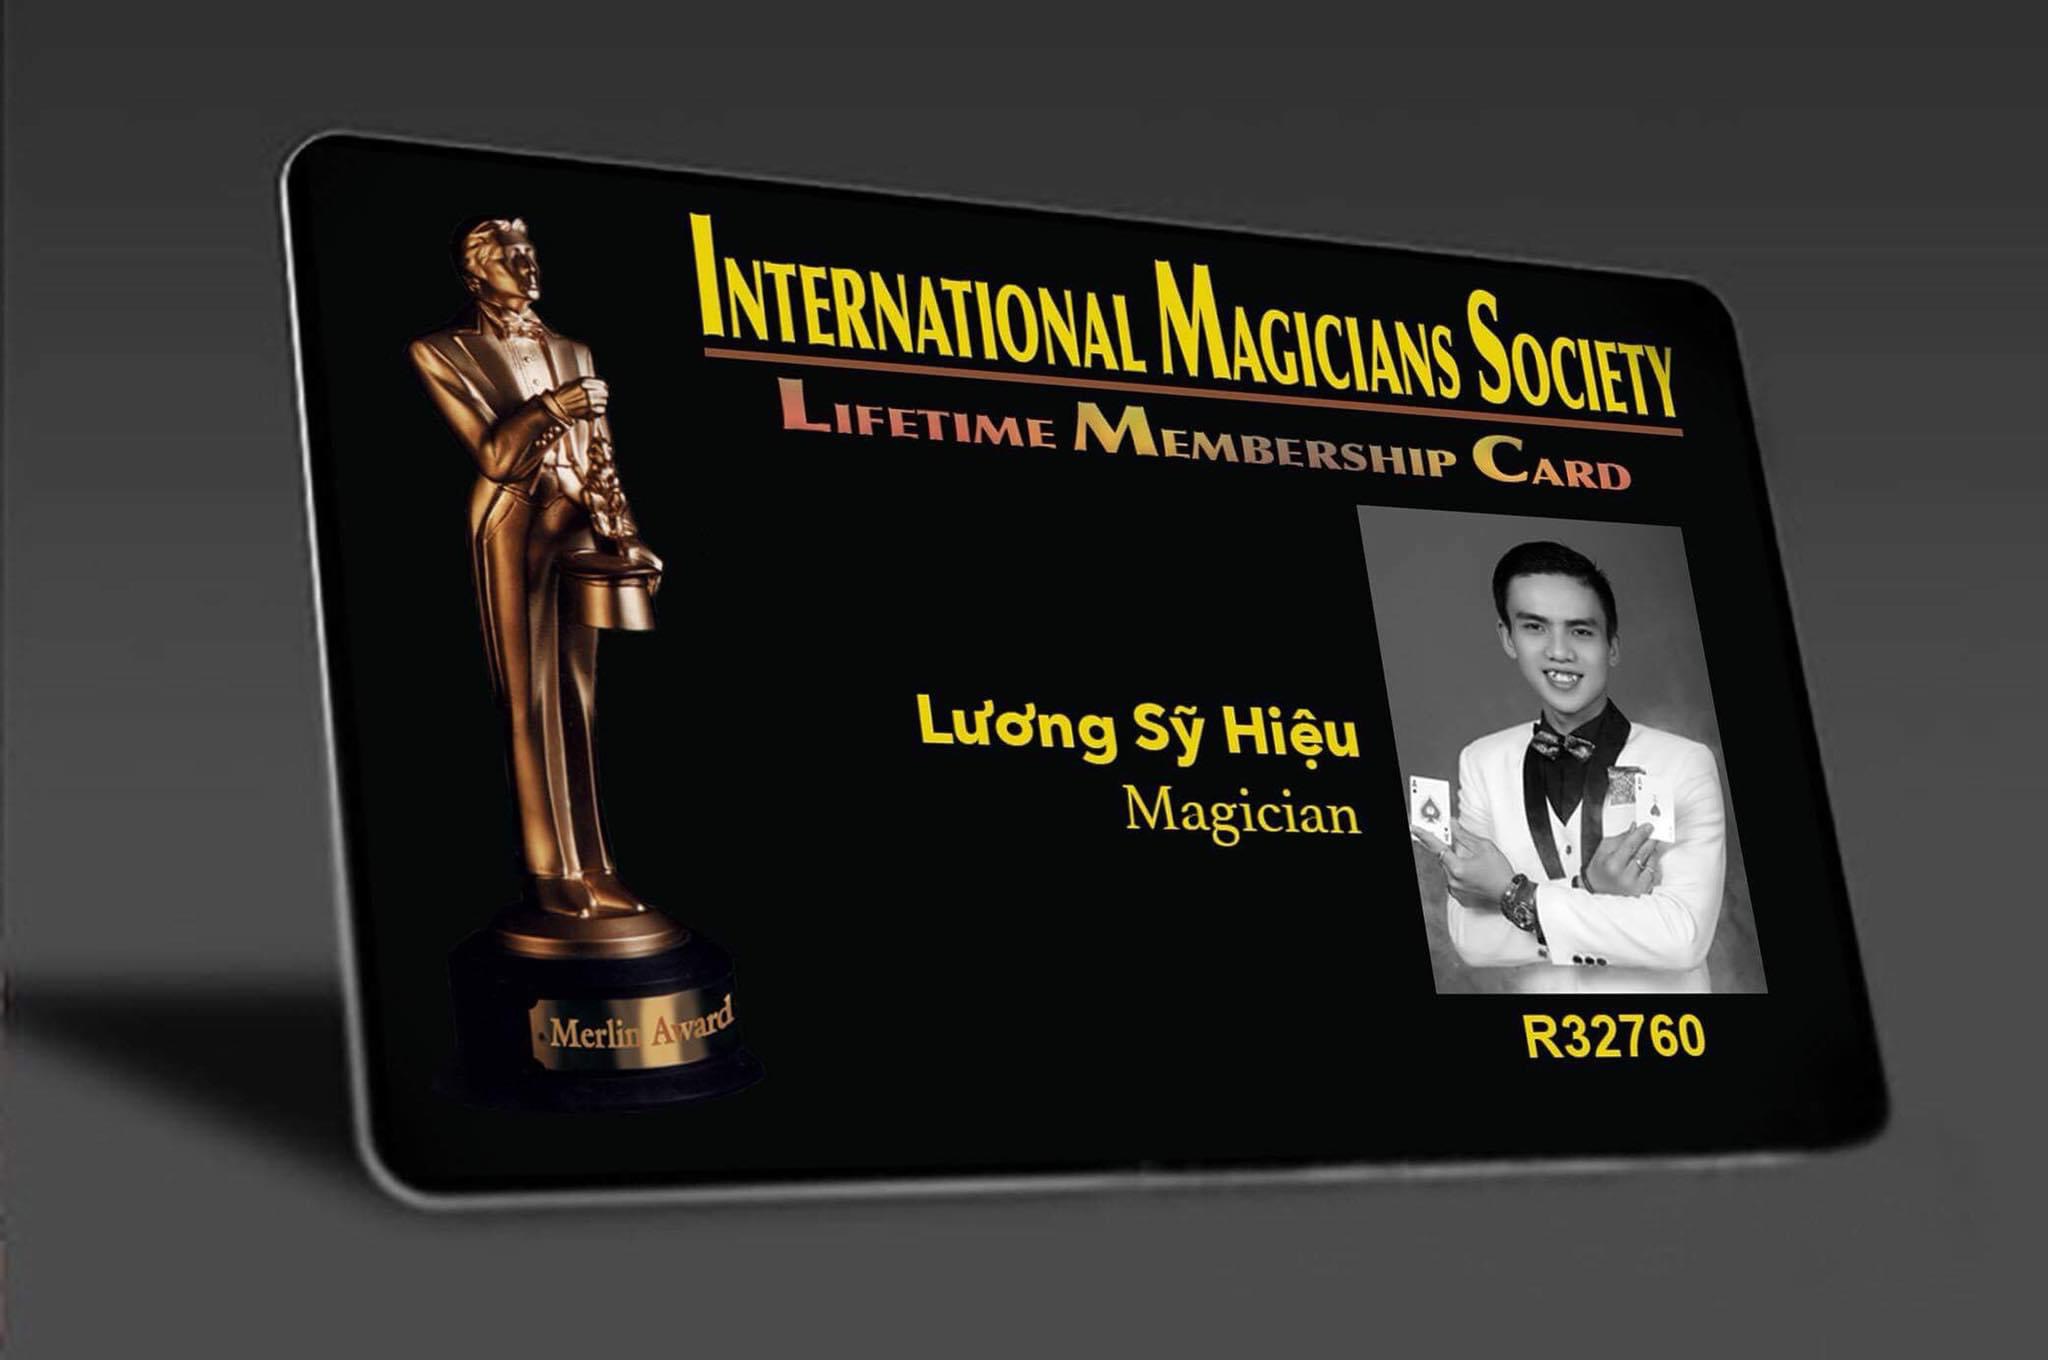 INTERNATIONAL MAGICIANS SOCIETY
LIFETIME MEMBERSHIP CARD
Lương Sỹ Hiệu
Magician
R32760
Merlin Award